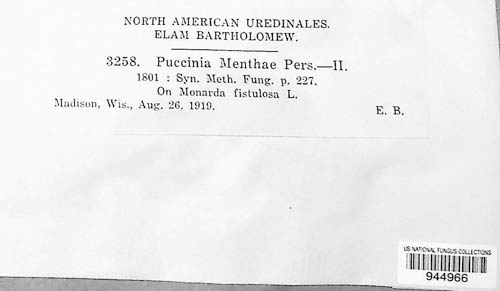 NORTH AMERICAN UREDINALES.
ELAM BARTHOLOMEW.
3258. Puccinia Menthae Pers.—II.
1801 : Syn. Meth. Fung. p. 227.
On Monarda fistulosa L.
Madison, Wis., Aug. 26, 1919.
E. B.
US NATIONAL FUNGUS COLLECTIONS
944966